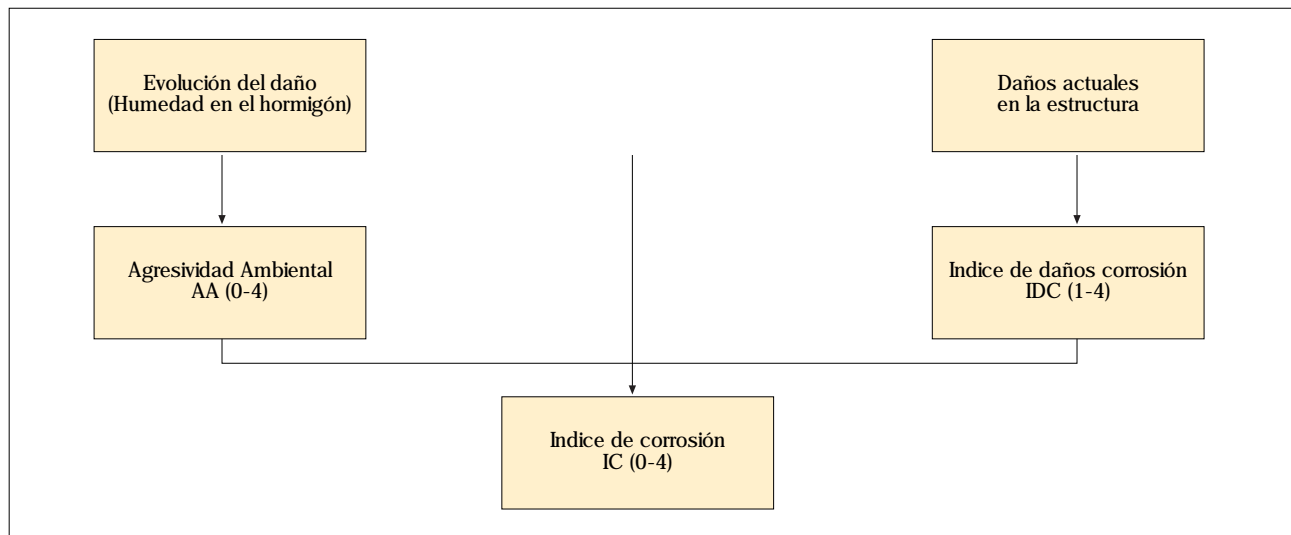 Evolución del daño
(Humedad en el hormigón)
Daños actuales
en la estructura
Agresividad Ambiental
AA (0-4)
Indice de daños corrosión
IDC (1-4)
Indice de corrosión
IC (0-4)